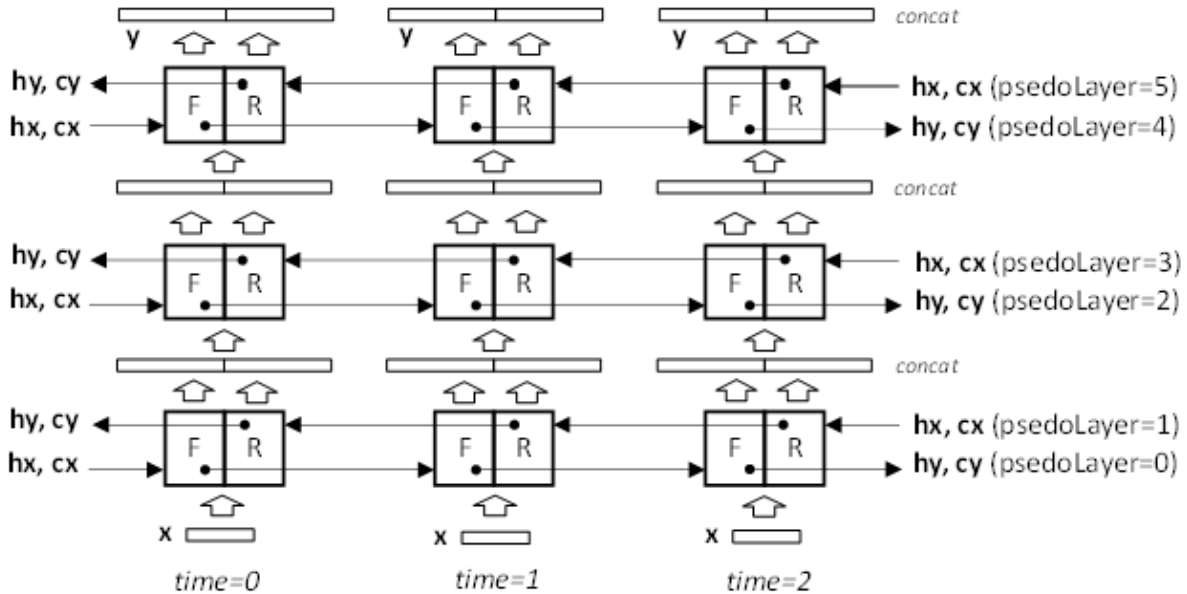 concat
y y y
hy, cy hx, cx (psedoLayer=5)
F R F R F R
hx, cx hy, cy (psedoLayer=4)
concat
hy, cy hx, cx (psedoLayer=3)
F R F R F R
hx, cx hy, cy (psedoLayer=2)
concat
hy, cy hx, cx (psedoLayer=1)
F R F R F R
hx, cx hy, cy (psedoLayer=0)
x x x
time=0 time=1 time=2